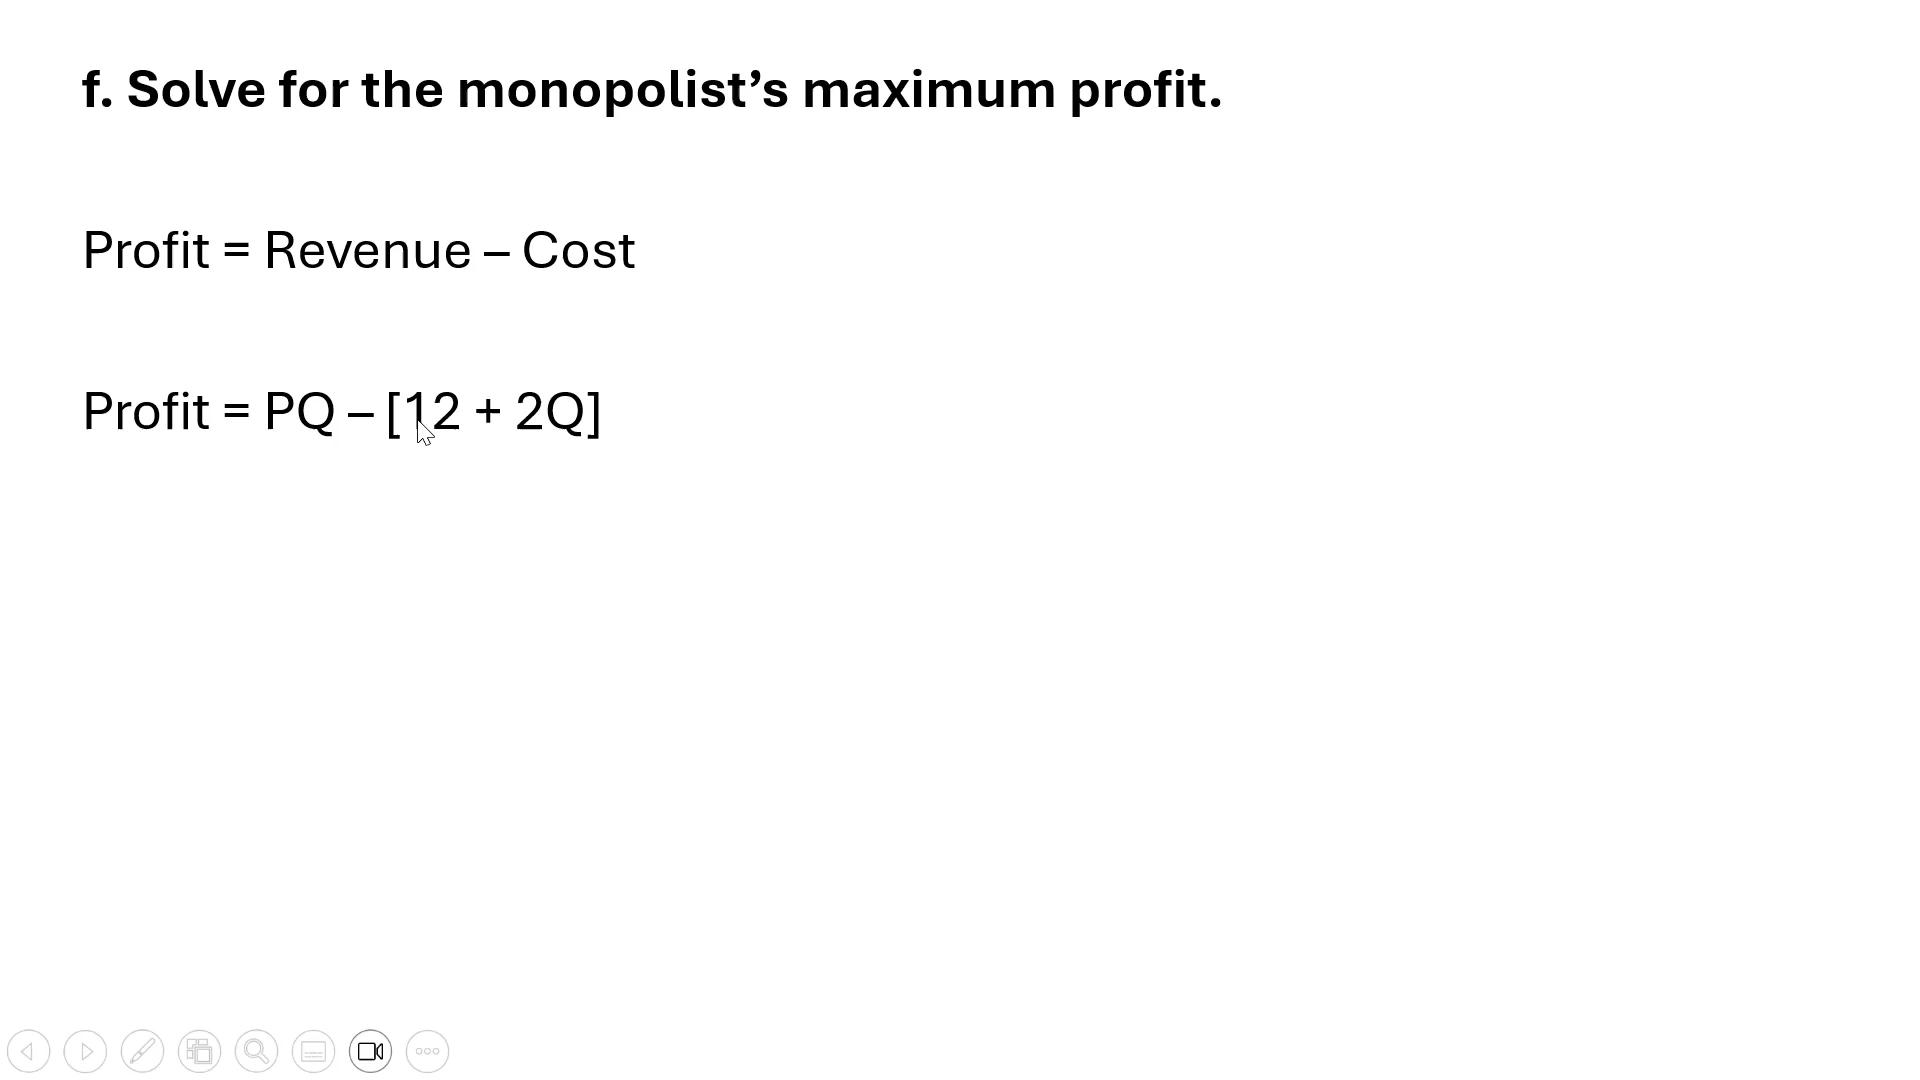 f. Solve for the monopolist’s maximum profit.
Profit = Revenue – Cost
Profit = PQ – [12 + 2Q]